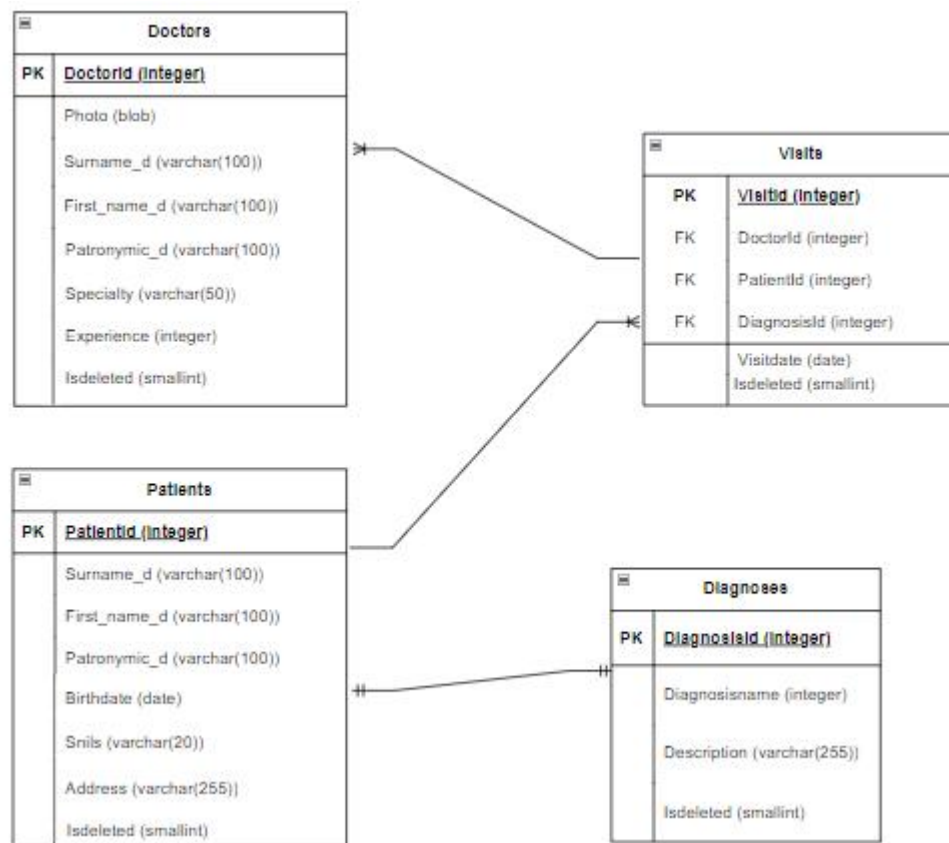 Doctors
PK DoctorId (integer)
Photo (blob)
Surname_d (varchar(100))
First_name_d (varchar(100))
Patronymic_d (varchar(100))
Specialty (varchar(50))
Experience (integer)
Isdeleted (smallint)
Visits
PK VisitId (integer)
FK DoctorId (integer)
FK PatientId (integer)
FK DiagnosisId (integer)
Visitdate (date)
Isdeleted (smallint)
Patients
PK PatientId (integer)
Surname_d (varchar(100))
First_name_d (varchar(100))
Patronymic_d (varchar(100))
Birthdate (date)
Snils (varchar(20))
Address (varchar(255))
Isdeleted (smallint)
Diagnoses
PK DiagnosisId (integer)
Diagnosisname (integer)
Description (varchar(255))
Isdeleted (smallint)